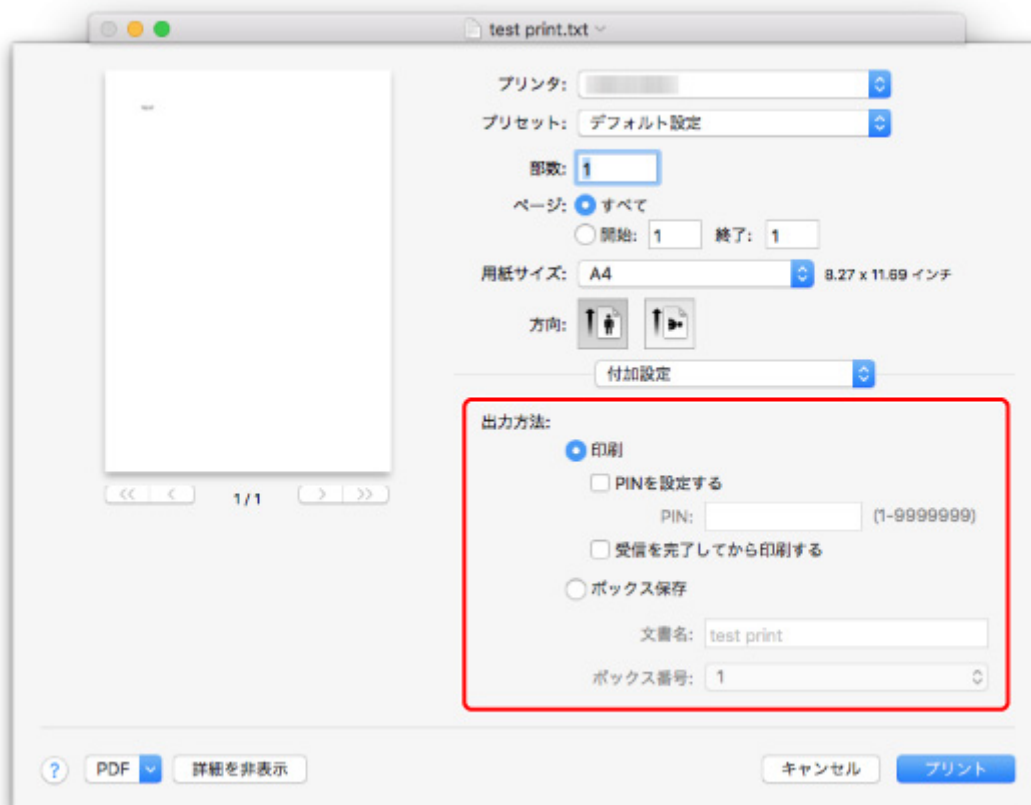 test print.txt
プリンタ:
プリセット: デフォルト設定
部数: 1
ページ: すべて
開始: 1 終了: 1
用紙サイズ: A4 8.27 x 11.69 インチ
方向:
付加設定
出力方法:
印刷
PINを設定する
PIN: (1-9999999)
受信を完了してから印刷する
ボックス保存
文書名: test print
ボックス番号: 1
1 / 1
? PDF 詳細を非表示 キャンセル プリント